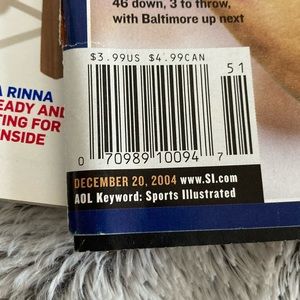 46 down, 3 to throw,
with Baltimore up next
$3.99US $4.99CAN
51
A RINNA
EADY AND
TING FOR
INSIDE
0 70989 10094 7
DECEMBER 20, 2004 www.SI.com
AOL Keyword: Sports Illustrated